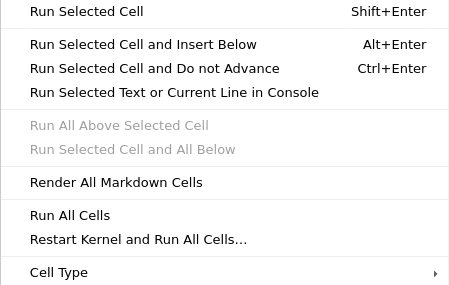 Run Selected Cell Shift+Enter
Run Selected Cell and Insert Below Alt+Enter
Run Selected Cell and Do not Advance Ctrl+Enter
Run Selected Text or Current Line in Console
Run All Above Selected Cell
Run Selected Cell and All Below
Render All Markdown Cells
Run All Cells
Restart Kernel and Run All Cells...
Cell Type